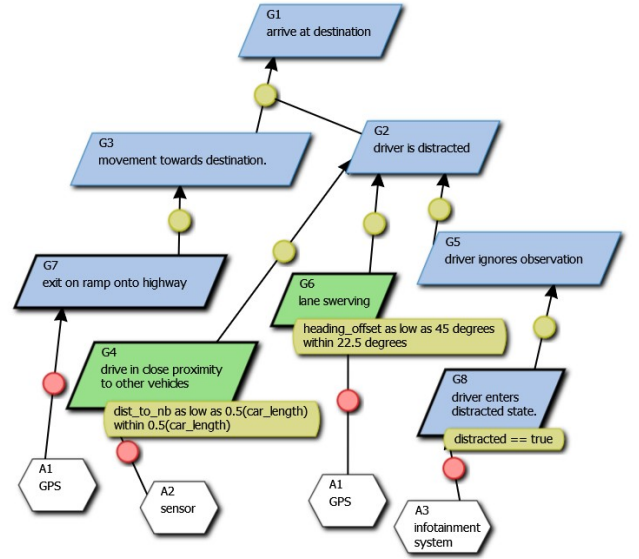 G1
arrive at destination
G3
movement towards destination.
G2
driver is distracted
G7
exit on ramp onto highway
G5
driver ignores observation
G6
lane swerving
heading_offset as low as 45 degrees
within 22.5 degrees
G4
drive in close proximity
to other vehicles
dist_to_nb as low as 0.5(car_length)
within 0.5(car_length)
G8
driver enters
distracted state.
distracted == true
A1
GPS
A2
sensor
A1
GPS
A3
infotainment
system